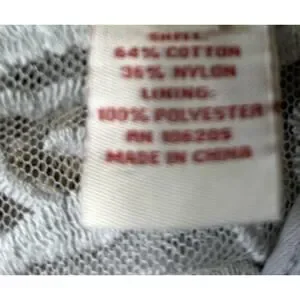 SHELL:
64% COTTON
36% NYLON
LINING:
100% POLYESTER
RN 106205
MADE IN CHINA